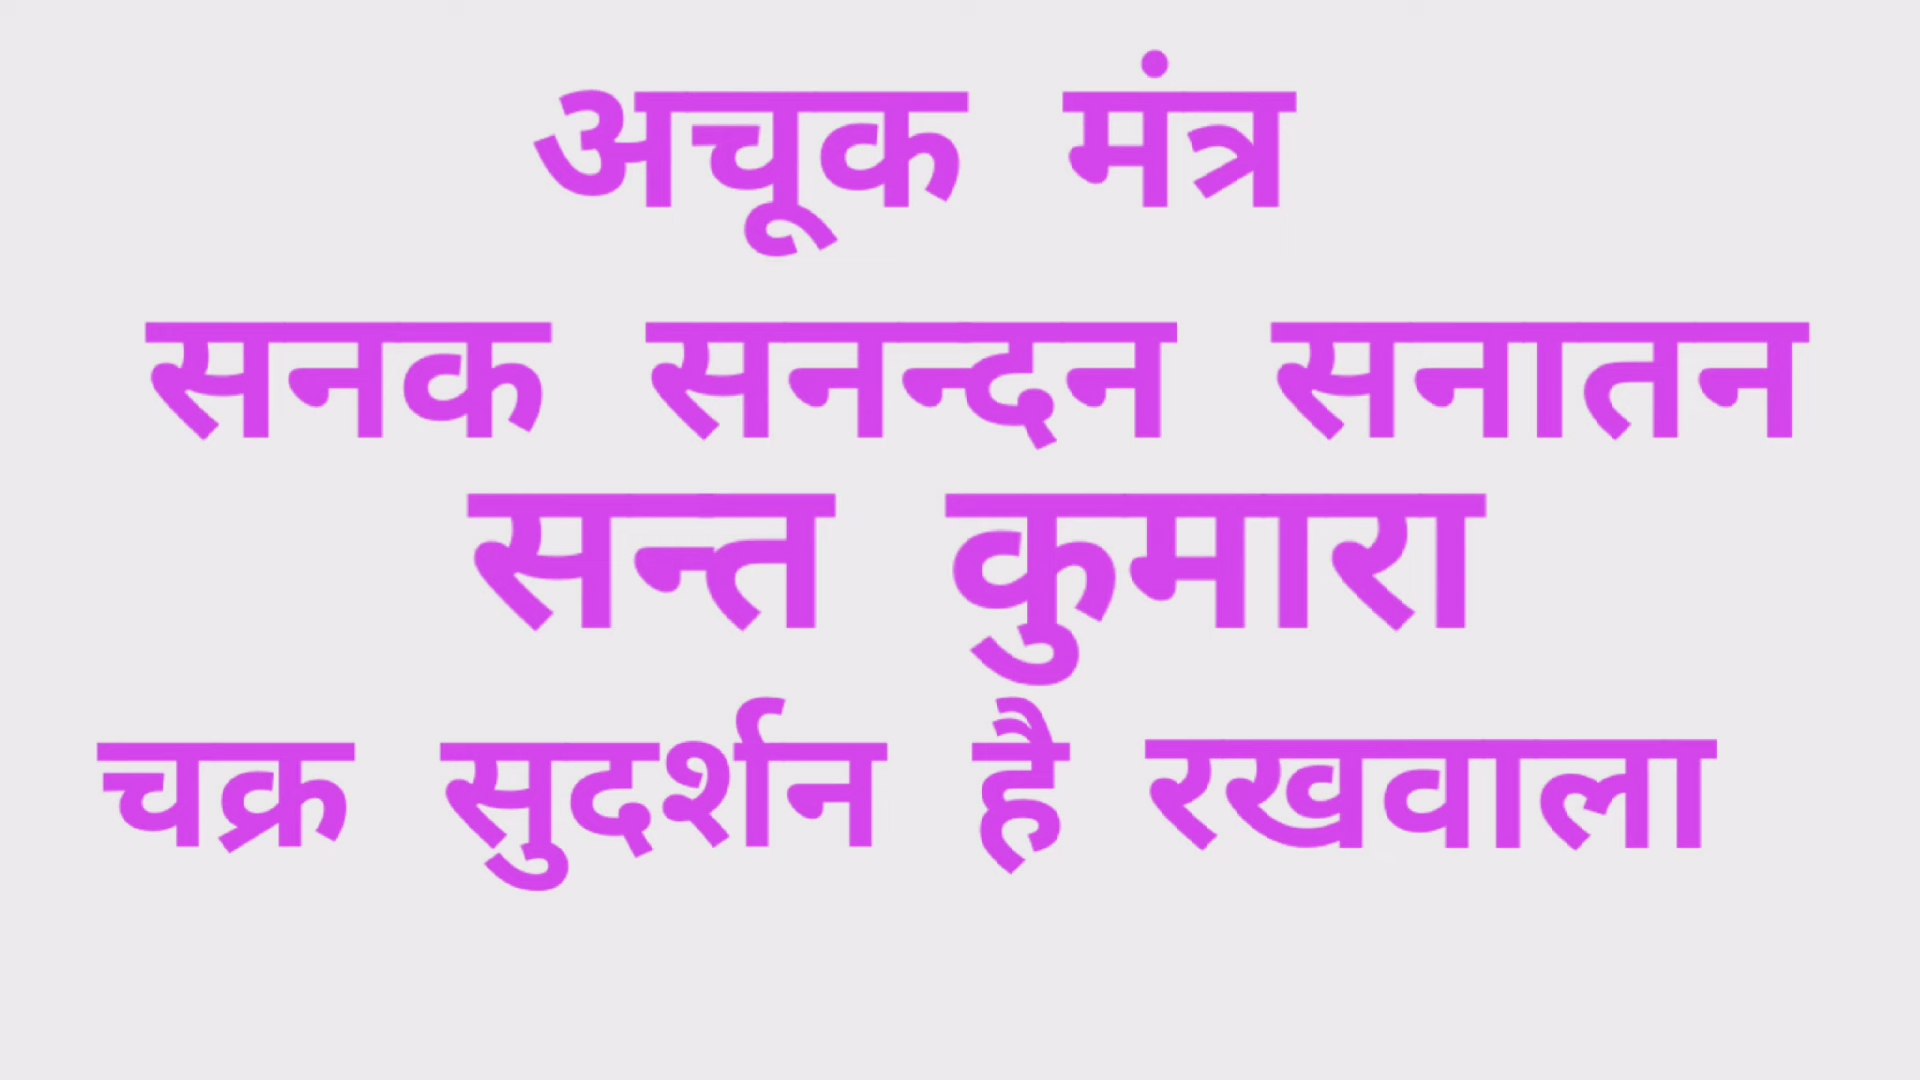 अचूक मंत्र
सनक सनन्दन सनातन
सन्त कुमारा
चक्र सुदर्शन है रखवाला